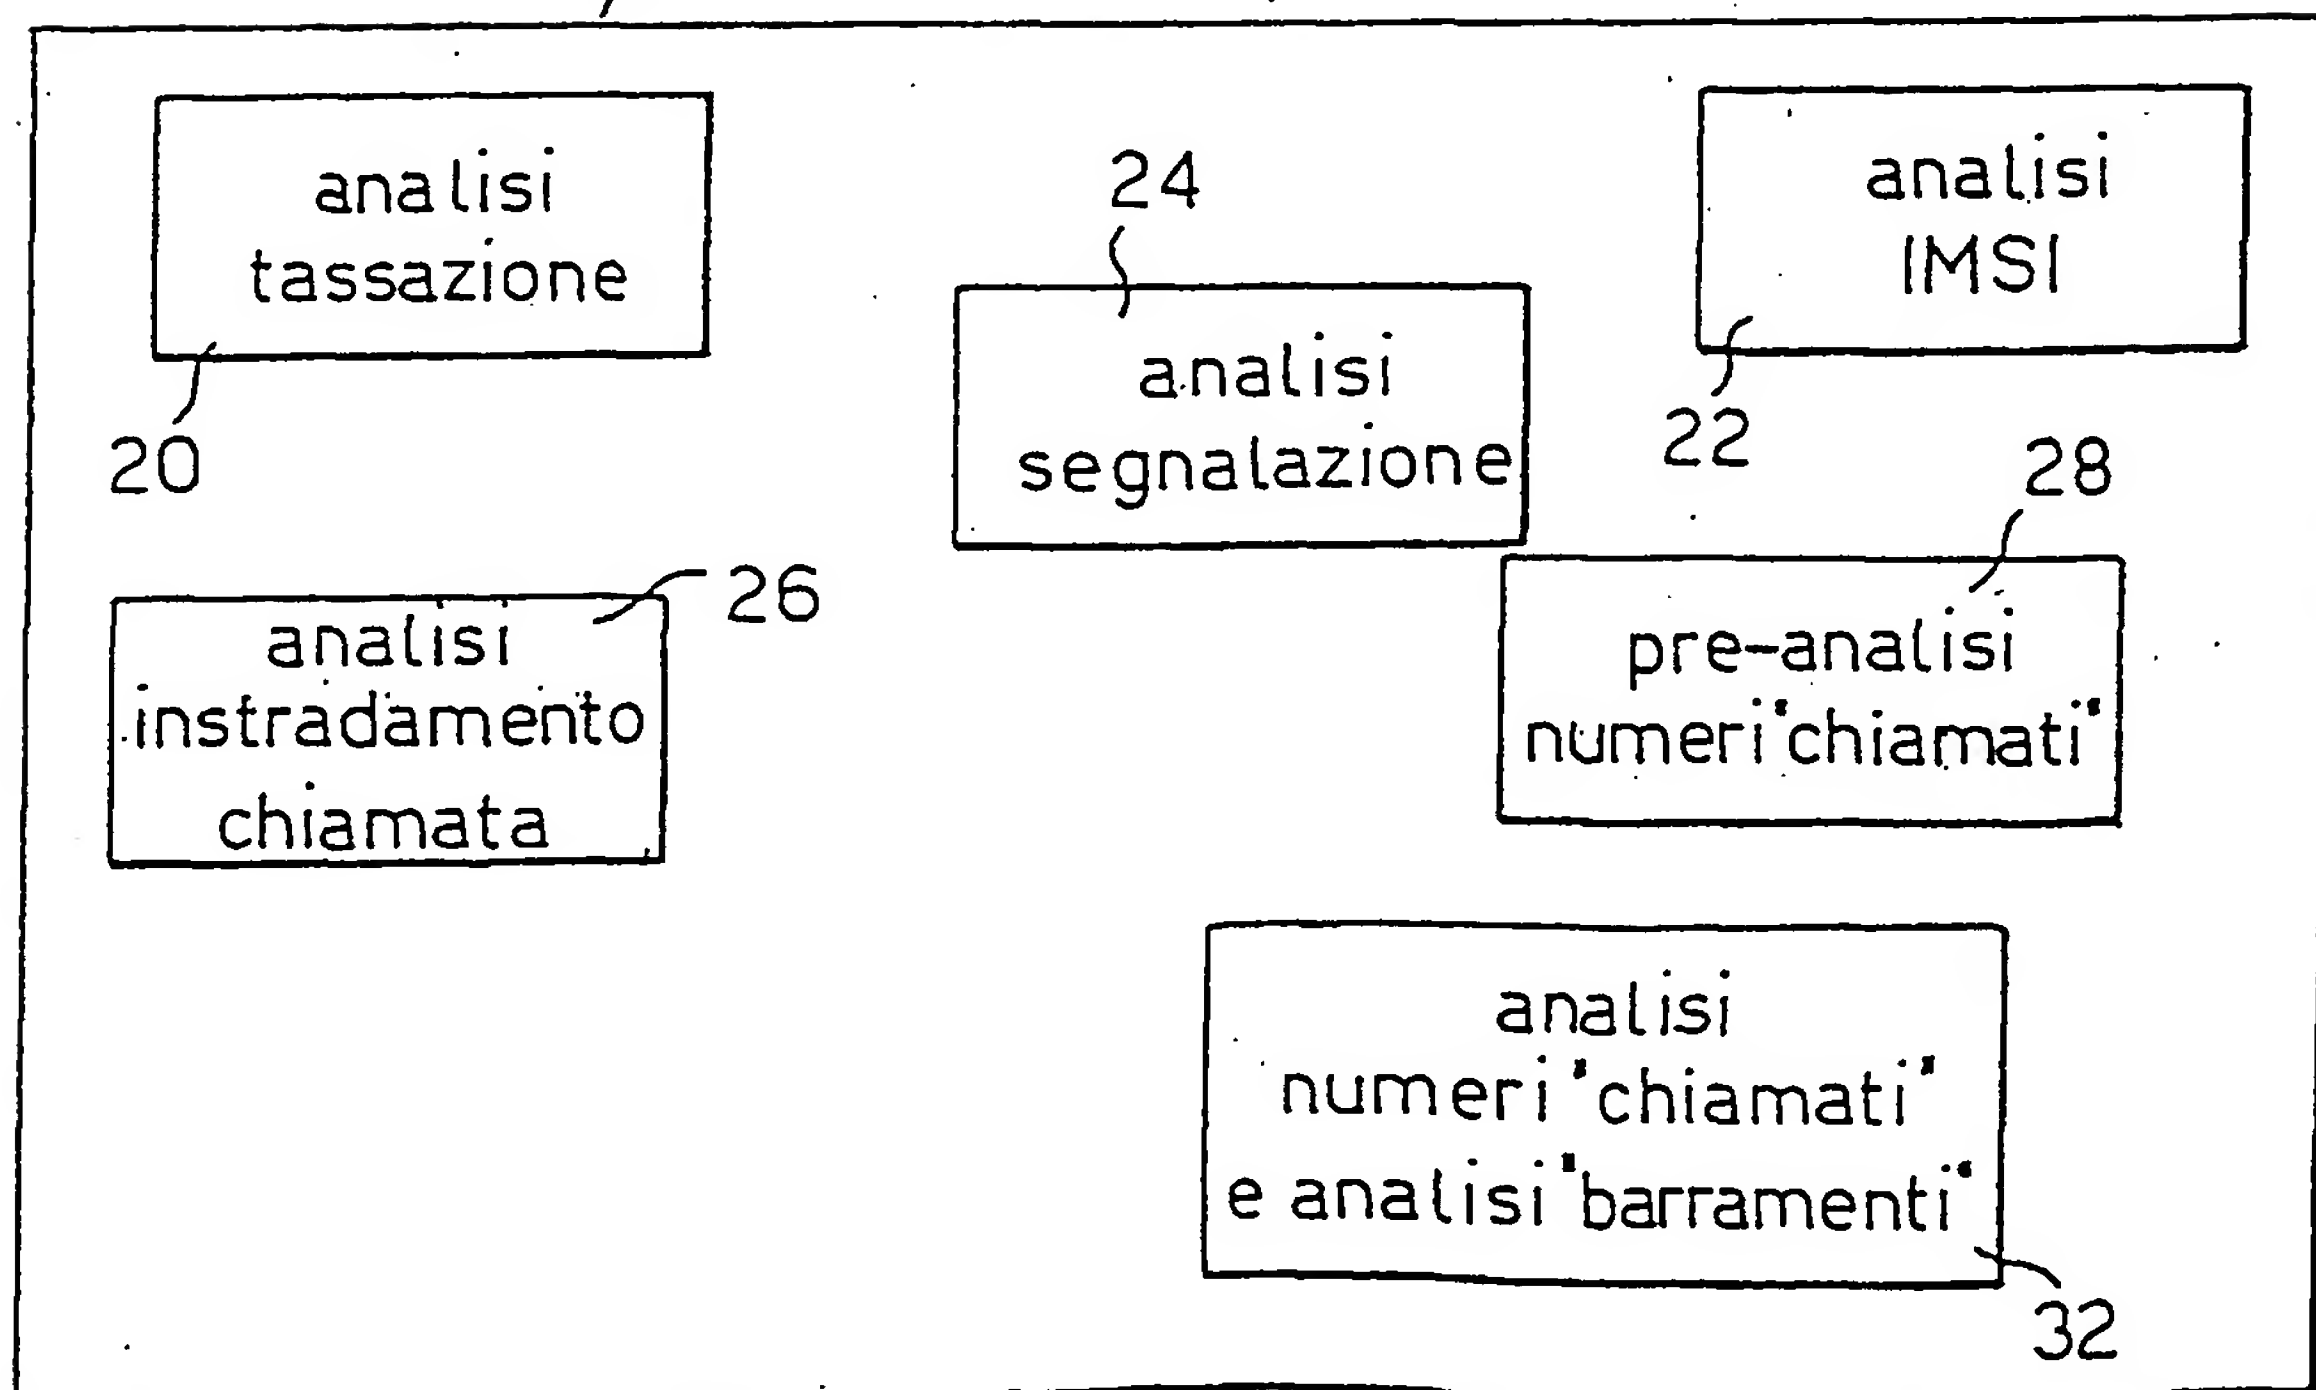 analisi
tassazione
20
24
analisi
segnalazione
analisi
IMSI
22
26
analisi
instradamento
chiamata
28
pre-analisi
numeri "chiamati"
analisi
numeri "chiamati"
e analisi "barramenti"
32